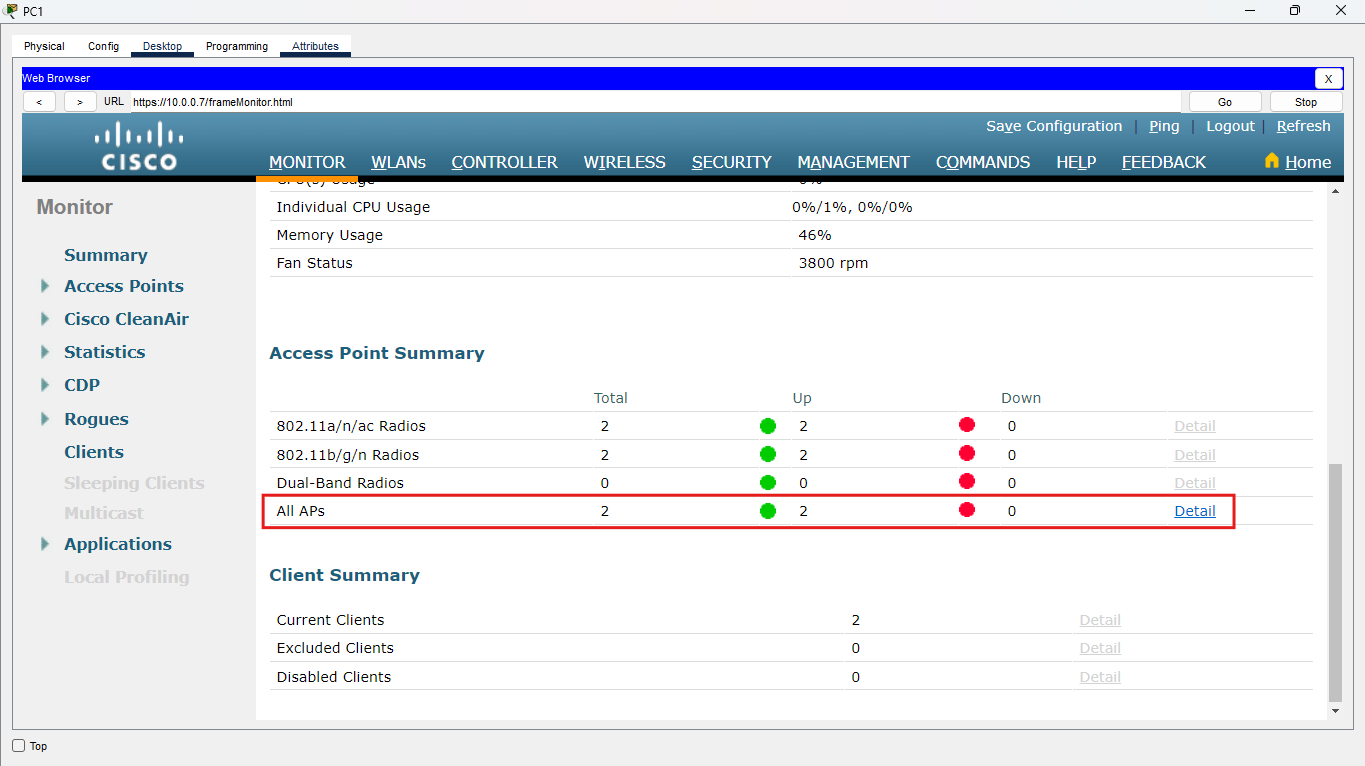 PC1
Physical Config Desktop Programming Attributes
Web Browser X
< > URL https://10.0.0.7/frameMonitor.html Go Stop
Save Configuration | Ping | Logout | Refresh
CISCO
MONITOR WLANs CONTROLLER WIRELESS SECURITY MANAGEMENT COMMANDS HELP FEEDBACK Home
Monitor
Summary
Access Points
Cisco CleanAir
Statistics
CDP
Rogues
Clients
Sleeping Clients
Multicast
Applications
Local Profiling
Individual CPU Usage 0%/1%, 0%/0%
Memory Usage 46%
Fan Status 3800 rpm
Access Point Summary
Total Up Down
802.11a/n/ac Radios 2 2 0 Detail
802.11b/g/n Radios 2 2 0 Detail
Dual-Band Radios 0 0 0 Detail
All APs 2 2 0 Detail
Client Summary
Current Clients 2 Detail
Excluded Clients 0 Detail
Disabled Clients 0 Detail
Top